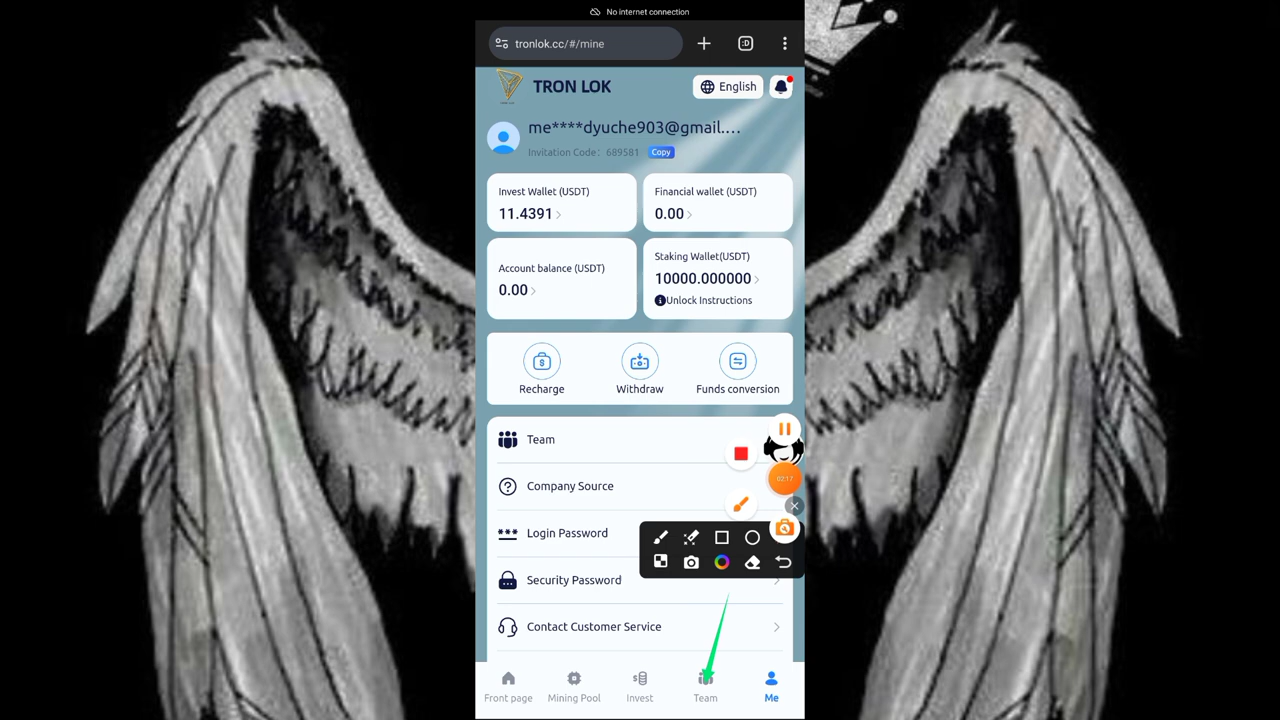 No internet connection
tronlok.cc/#/mine
:D
TRON LOK
English
me****dyuche903@gmail.…
Invitation Code: 689581 Copy
Invest Wallet (USDT)
11.4391
Financial wallet (USDT)
0.00
Account balance (USDT)
0.00
Staking Wallet(USDT)
10000.000000
Unlock Instructions
Recharge
Withdraw
Funds conversion
Team
Company Source
02:17
Login Password
Security Password
Contact Customer Service
Front page
Mining Pool
Invest
Team
Me